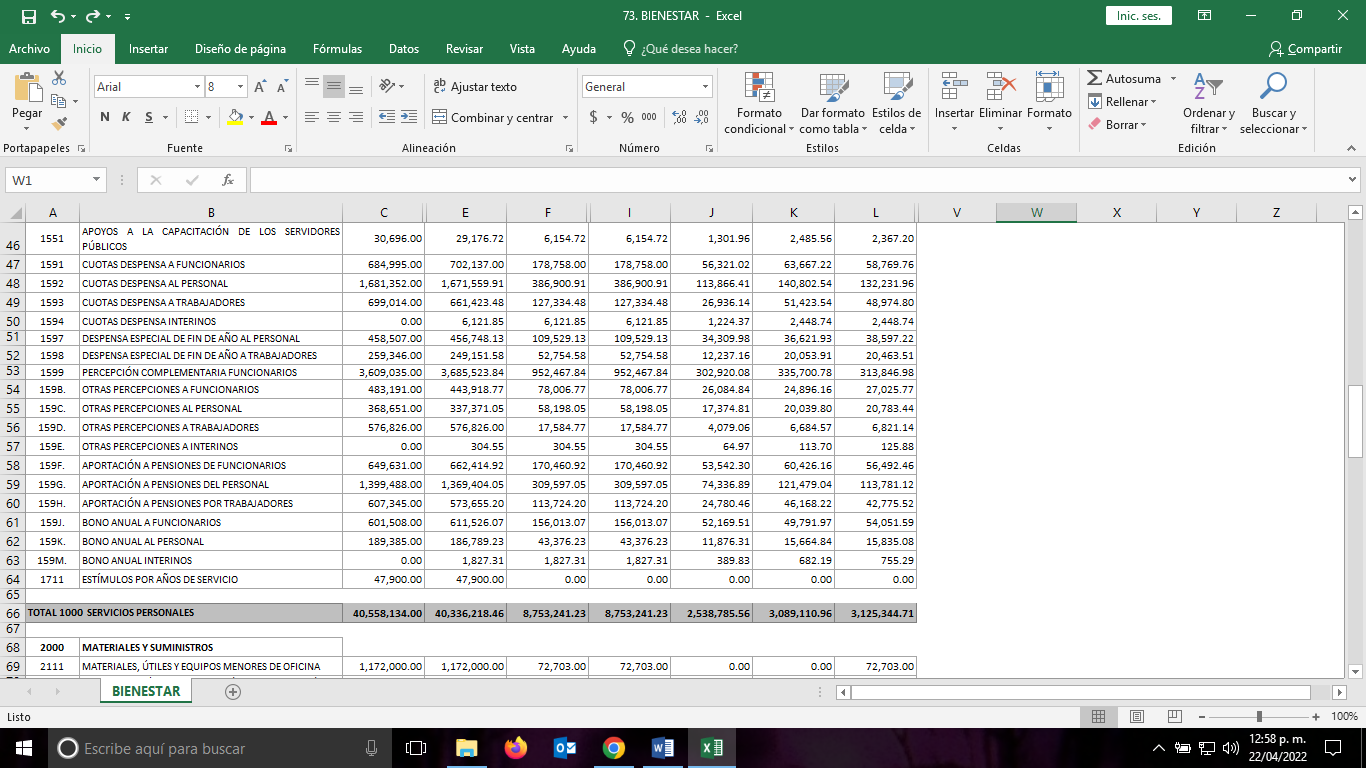 73. BIENESTAR - Excel
Inic. ses.
Archivo Inicio Insertar Diseño de página Fórmulas Datos Revisar Vista Ayuda ¿Qué desea hacer? Compartir
Pegar
Arial 8 A A
N K S A
ab Ajustar texto
Combinar y centrar
General
$ % 000
Formato condicional
Dar formato como tabla
Estilos de celda
Insertar Eliminar Formato
Autosuma
Rellenar
Borrar
Ordenar y filtrar
Buscar y seleccionar
Portapapeles Fuente Alineación Número Estilos Celdas Edición
W1 fx
A B C E F I J K L V W X Y Z
46 1551 APOYOS A LA CAPACITACIÓN DE LOS SERVIDORES PÚBLICOS 30,696.00 29,176.72 6,154.72 6,154.72 1,301.96 2,485.56 2,367.20
47 1591 CUOTAS DESPENSA A FUNCIONARIOS 684,995.00 702,137.00 178,758.00 178,758.00 56,321.02 63,667.22 58,769.76
48 1592 CUOTAS DESPENSA AL PERSONAL 1,681,352.00 1,671,559.91 386,900.91 386,900.91 113,866.41 140,802.54 132,231.96
49 1593 CUOTAS DESPENSA A TRABAJADORES 699,014.00 661,423.48 127,334.48 127,334.48 26,936.14 51,423.54 48,974.80
50 1594 CUOTAS DESPENSA INTERINOS 0.00 6,121.85 6,121.85 6,121.85 1,224.37 2,448.74 2,448.74
51 1597 DESPENSA ESPECIAL DE FIN DE AÑO AL PERSONAL 458,507.00 456,748.13 109,529.13 109,529.13 34,309.98 36,621.93 38,597.22
52 1598 DESPENSA ESPECIAL DE FIN DE AÑO A TRABAJADORES 259,346.00 249,151.58 52,754.58 52,754.58 12,237.16 20,053.91 20,463.51
53 1599 PERCEPCIÓN COMPLEMENTARIA FUNCIONARIOS 3,609,035.00 3,685,523.84 952,467.84 952,467.84 302,920.08 335,700.78 313,846.98
54 159B. OTRAS PERCEPCIONES A FUNCIONARIOS 483,191.00 443,918.77 78,006.77 78,006.77 26,084.84 24,896.16 27,025.77
55 159C. OTRAS PERCEPCIONES AL PERSONAL 368,651.00 337,371.05 58,198.05 58,198.05 17,374.81 20,039.80 20,783.44
56 159D. OTRAS PERCEPCIONES A TRABAJADORES 576,826.00 576,826.00 17,584.77 17,584.77 4,079.06 6,684.57 6,821.14
57 159E. OTRAS PERCEPCIONES A INTERINOS 0.00 304.55 304.55 304.55 64.97 113.70 125.88
58 159F. APORTACIÓN A PENSIONES DE FUNCIONARIOS 649,631.00 662,414.92 170,460.92 170,460.92 53,542.30 60,426.16 56,492.46
59 159G. APORTACIÓN A PENSIONES DEL PERSONAL 1,399,488.00 1,369,404.05 309,597.05 309,597.05 74,336.89 121,479.04 113,781.12
60 159H. APORTACIÓN A PENSIONES POR TRABAJADORES 607,345.00 573,655.20 113,724.20 113,724.20 24,780.46 46,168.22 42,775.52
61 159J. BONO ANUAL A FUNCIONARIOS 601,508.00 611,526.07 156,013.07 156,013.07 52,169.51 49,791.97 54,051.59
62 159K. BONO ANUAL AL PERSONAL 189,385.00 186,789.23 43,376.23 43,376.23 11,876.31 15,664.84 15,835.08
63 159M. BONO ANUAL INTERINOS 0.00 1,827.31 1,827.31 1,827.31 389.83 682.19 755.29
64 1711 ESTÍMULOS POR AÑOS DE SERVICIO 47,900.00 47,900.00 0.00 0.00 0.00 0.00 0.00
65
66 TOTAL 1000 SERVICIOS PERSONALES 40,558,134.00 40,336,218.46 8,753,241.23 8,753,241.23 2,538,785.56 3,089,110.96 3,125,344.71
67
68 2000 MATERIALES Y SUMINISTROS
69 2111 MATERIALES, ÚTILES Y EQUIPOS MENORES DE OFICINA 1,172,000.00 1,172,000.00 72,703.00 72,703.00 0.00 0.00 72,703.00
BIENESTAR
Listo 100%
Escribe aquí para buscar
12:58 p. m.
22/04/2022